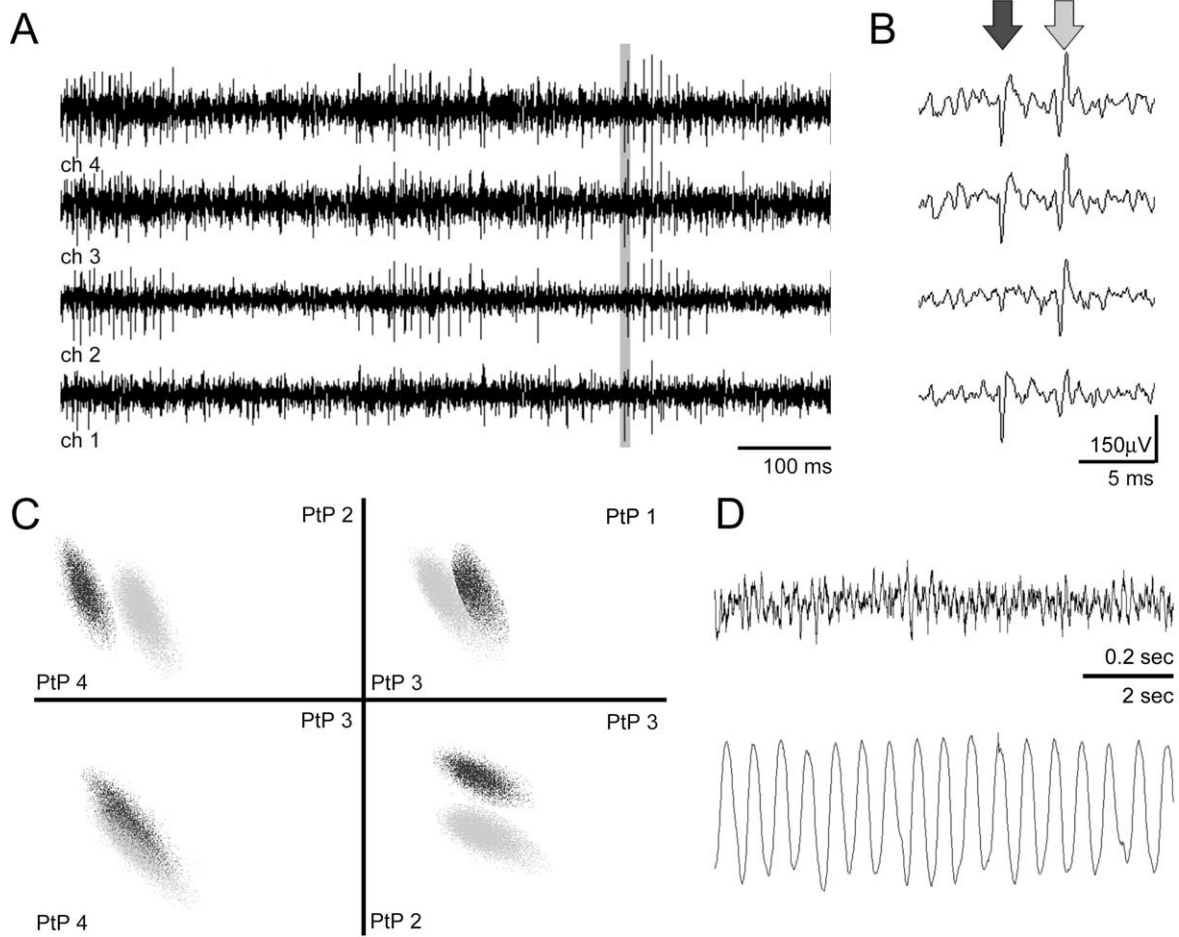 A
ch 4
ch 3
ch 2
ch 1
100 ms
B
150μV
5 ms
C
PtP 2
PtP 4
PtP 1
PtP 3
PtP 3
PtP 4
PtP 3
PtP 2
D
0.2 sec
2 sec